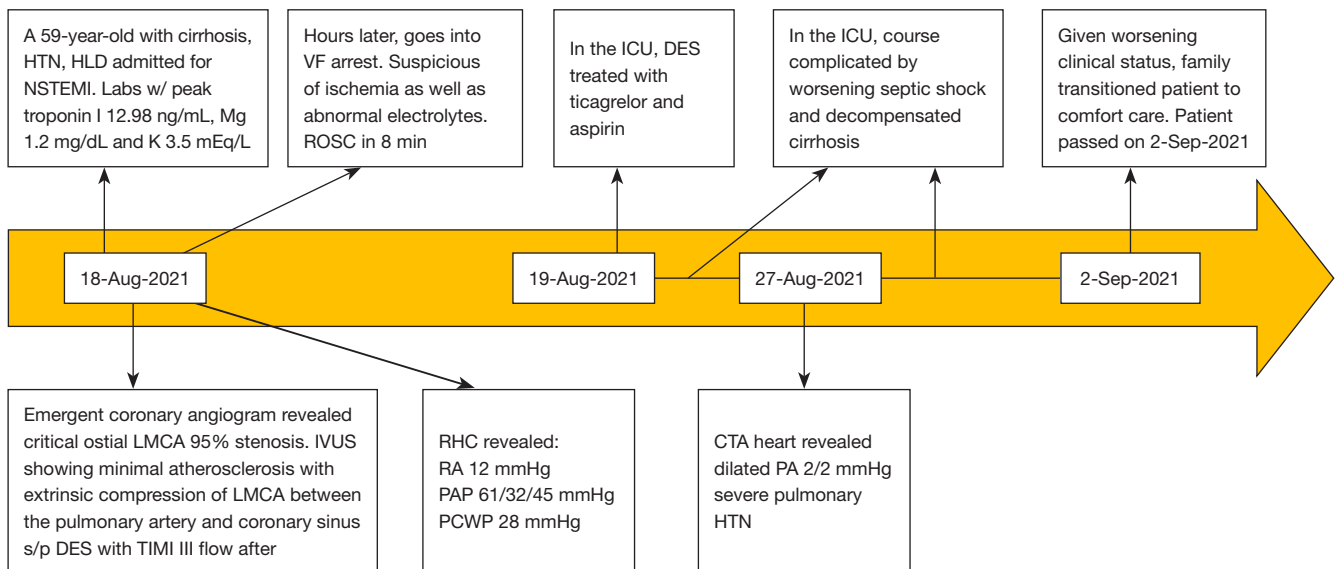 A 59-year-old with cirrhosis,
HTN, HLD admitted for
NSTEMI. Labs w/ peak
troponin I 12.98 ng/mL, Mg
1.2 mg/dL and K 3.5 mEq/L
Hours later, goes into
VF arrest. Suspicious
of ischemia as well as
abnormal electrolytes.
ROSC in 8 min
In the ICU, DES
treated with
ticagrelor and
aspirin
In the ICU, course
complicated by
worsening septic shock
and decompensated
cirrhosis
Given worsening
clinical status, family
transitioned patient to
comfort care. Patient
passed on 2-Sep-2021
18-Aug-2021
19-Aug-2021
27-Aug-2021
2-Sep-2021
Emergent coronary angiogram revealed
critical ostial LMCA 95% stenosis. IVUS
showing minimal atherosclerosis with
extrinsic compression of LMCA between
the pulmonary artery and coronary sinus
s/p DES with TIMI III flow after
RHC revealed:
RA 12 mmHg
PAP 61/32/45 mmHg
PCWP 28 mmHg
CTA heart revealed
dilated PA 2/2 mmHg
severe pulmonary
HTN